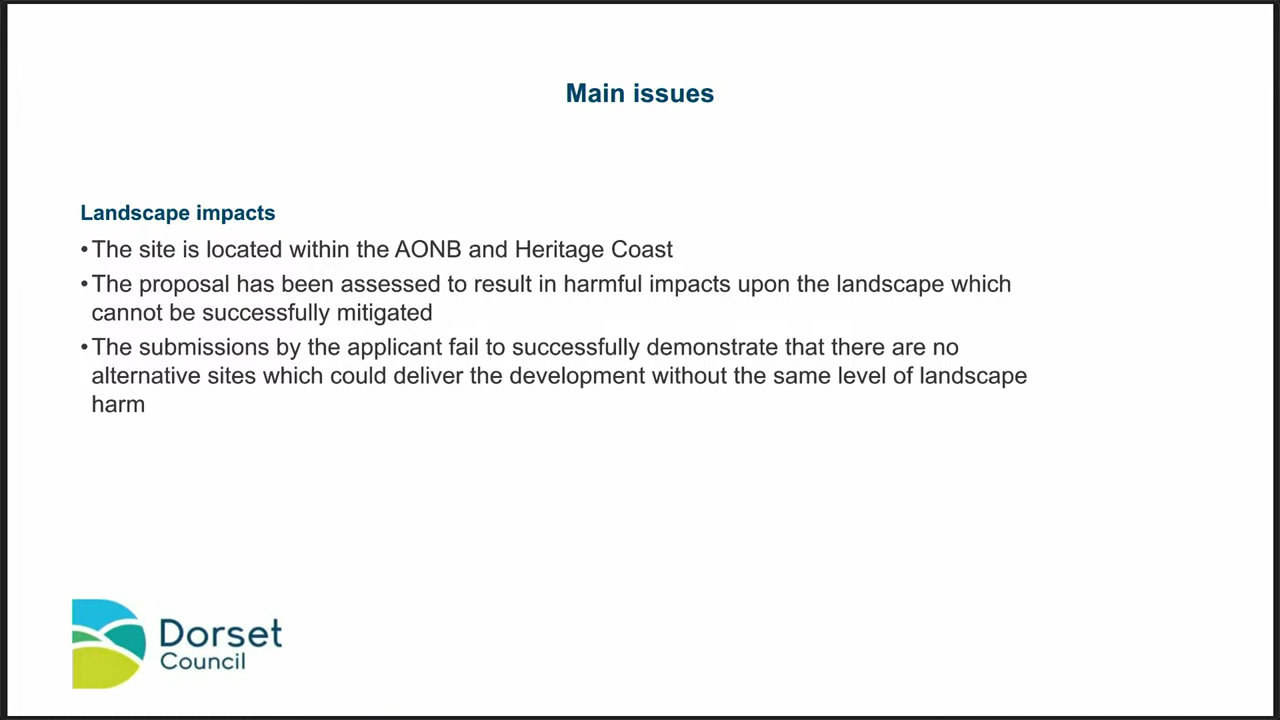 Main issues
Landscape impacts
•The site is located within the AONB and Heritage Coast
•The proposal has been assessed to result in harmful impacts upon the landscape which
cannot be successfully mitigated
•The submissions by the applicant fail to successfully demonstrate that there are no
alternative sites which could deliver the development without the same level of landscape
harm
Dorset
Council